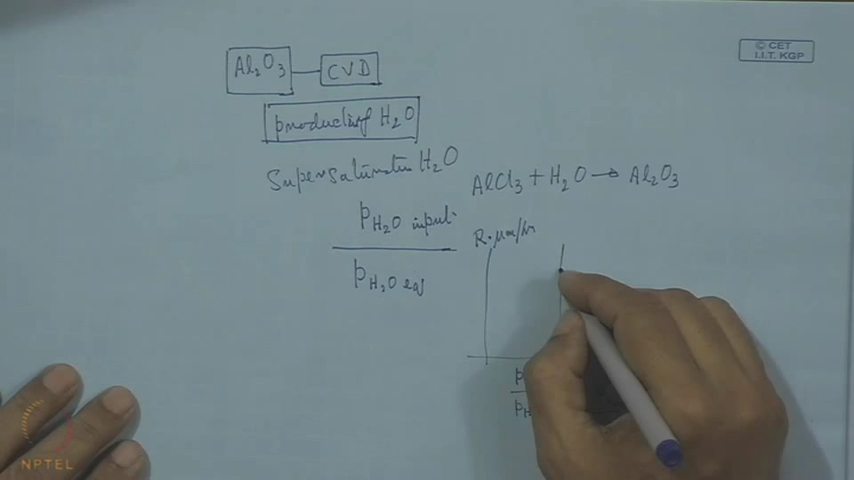 © CET
I.I.T. KGP
Al2O3 CVD
production of H2O
Supersaturation H2O
AlCl3 + H2O → Al2O3
pH2O input
R. μm/hr
pH2O eq
p
pH
NPTEL